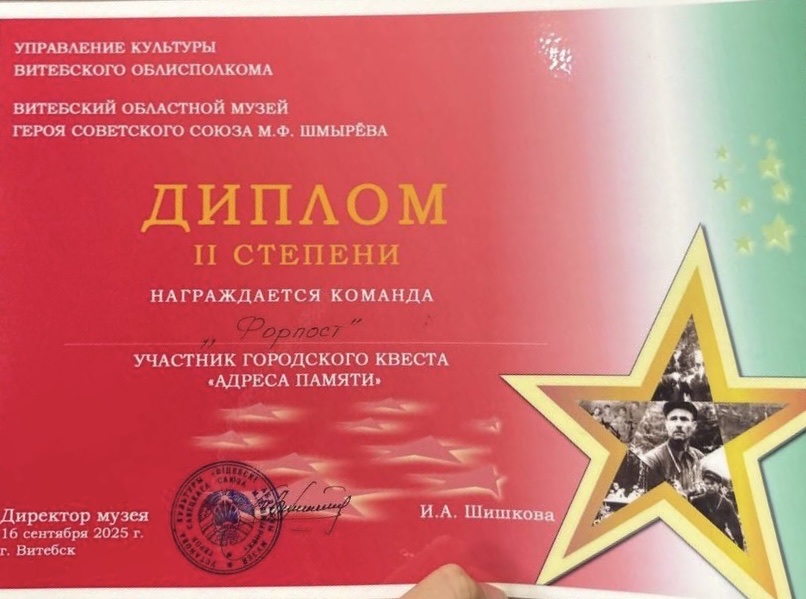 УПРАВЛЕНИЕ КУЛЬТУРЫ
ВИТЕБСКОГО ОБЛИСПОЛКОМА
ВИТЕБСКИЙ ОБЛАСТНОЙ МУЗЕЙ
ГЕРОЯ СОВЕТСКОГО СОЮЗА М.Ф. ШМЫРЁВА
ДИПЛОМ
II СТЕПЕНИ
НАГРАЖДАЕТСЯ КОМАНДА
„Форпост"
УЧАСТНИК ГОРОДСКОГО КВЕСТА
«АДРЕСА ПАМЯТИ»
Директор музея
И.А. Шишкова
16 сентября 2025 г.
г. Витебск